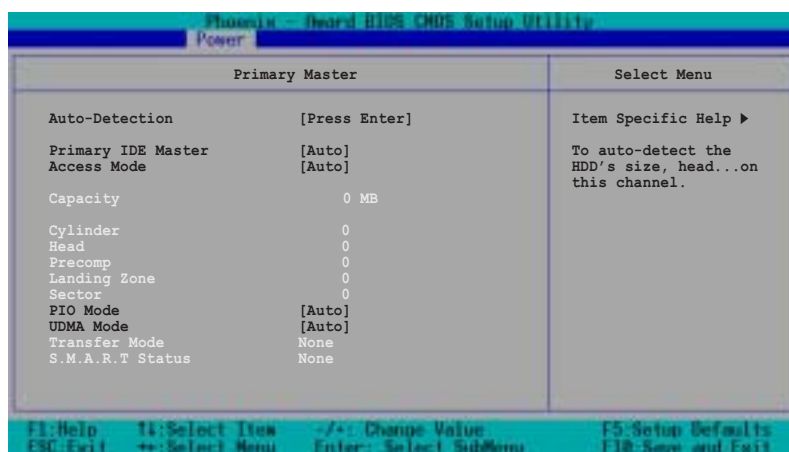 Phoenix - Award BIOS CMOS Setup Utility
Power
Primary Master
Select Menu
Auto-Detection [Press Enter]
Primary IDE Master [Auto]
Access Mode [Auto]
Capacity 0 MB
Cylinder 0
Head 0
Precomp 0
Landing Zone 0
Sector 0
PIO Mode [Auto]
UDMA Mode [Auto]
Transfer Mode None
S.M.A.R.T Status None
Item Specific Help ▶
To auto-detect the
HDD's size, head...on
this channel.
F1:Help ↑↓:Select Item -/+: Change Value F5:Setup Defaults
ESC:Exit ↔:Select Menu Enter: Select SubMenu F10:Save and Exit